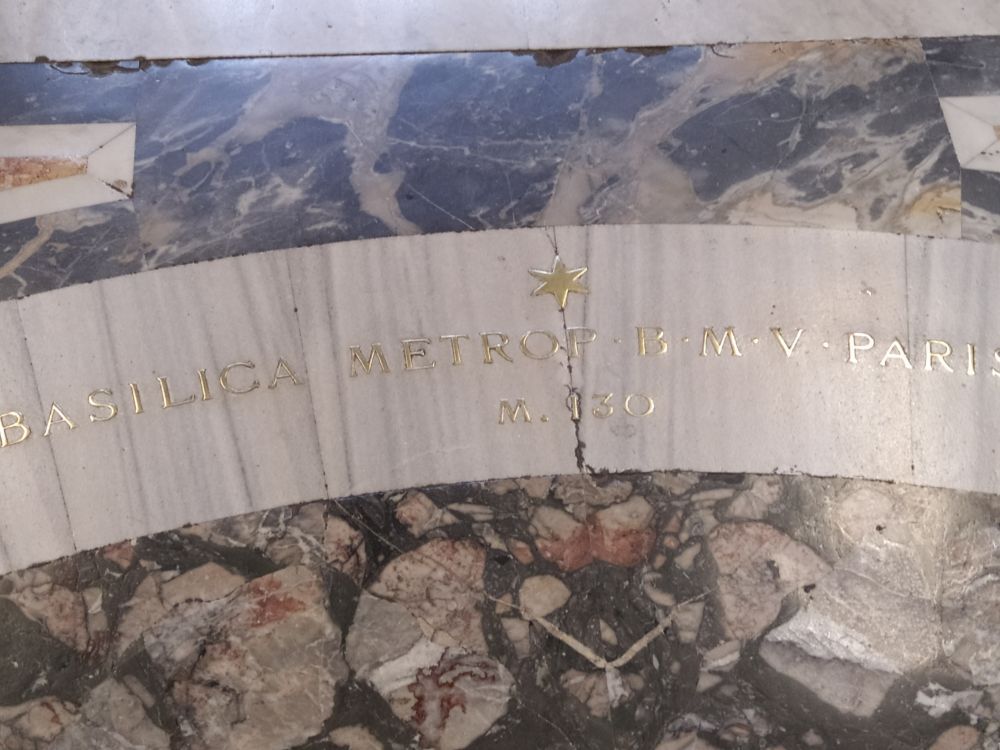 BASILICA METROP · B · M · V · PARIS
M. 130